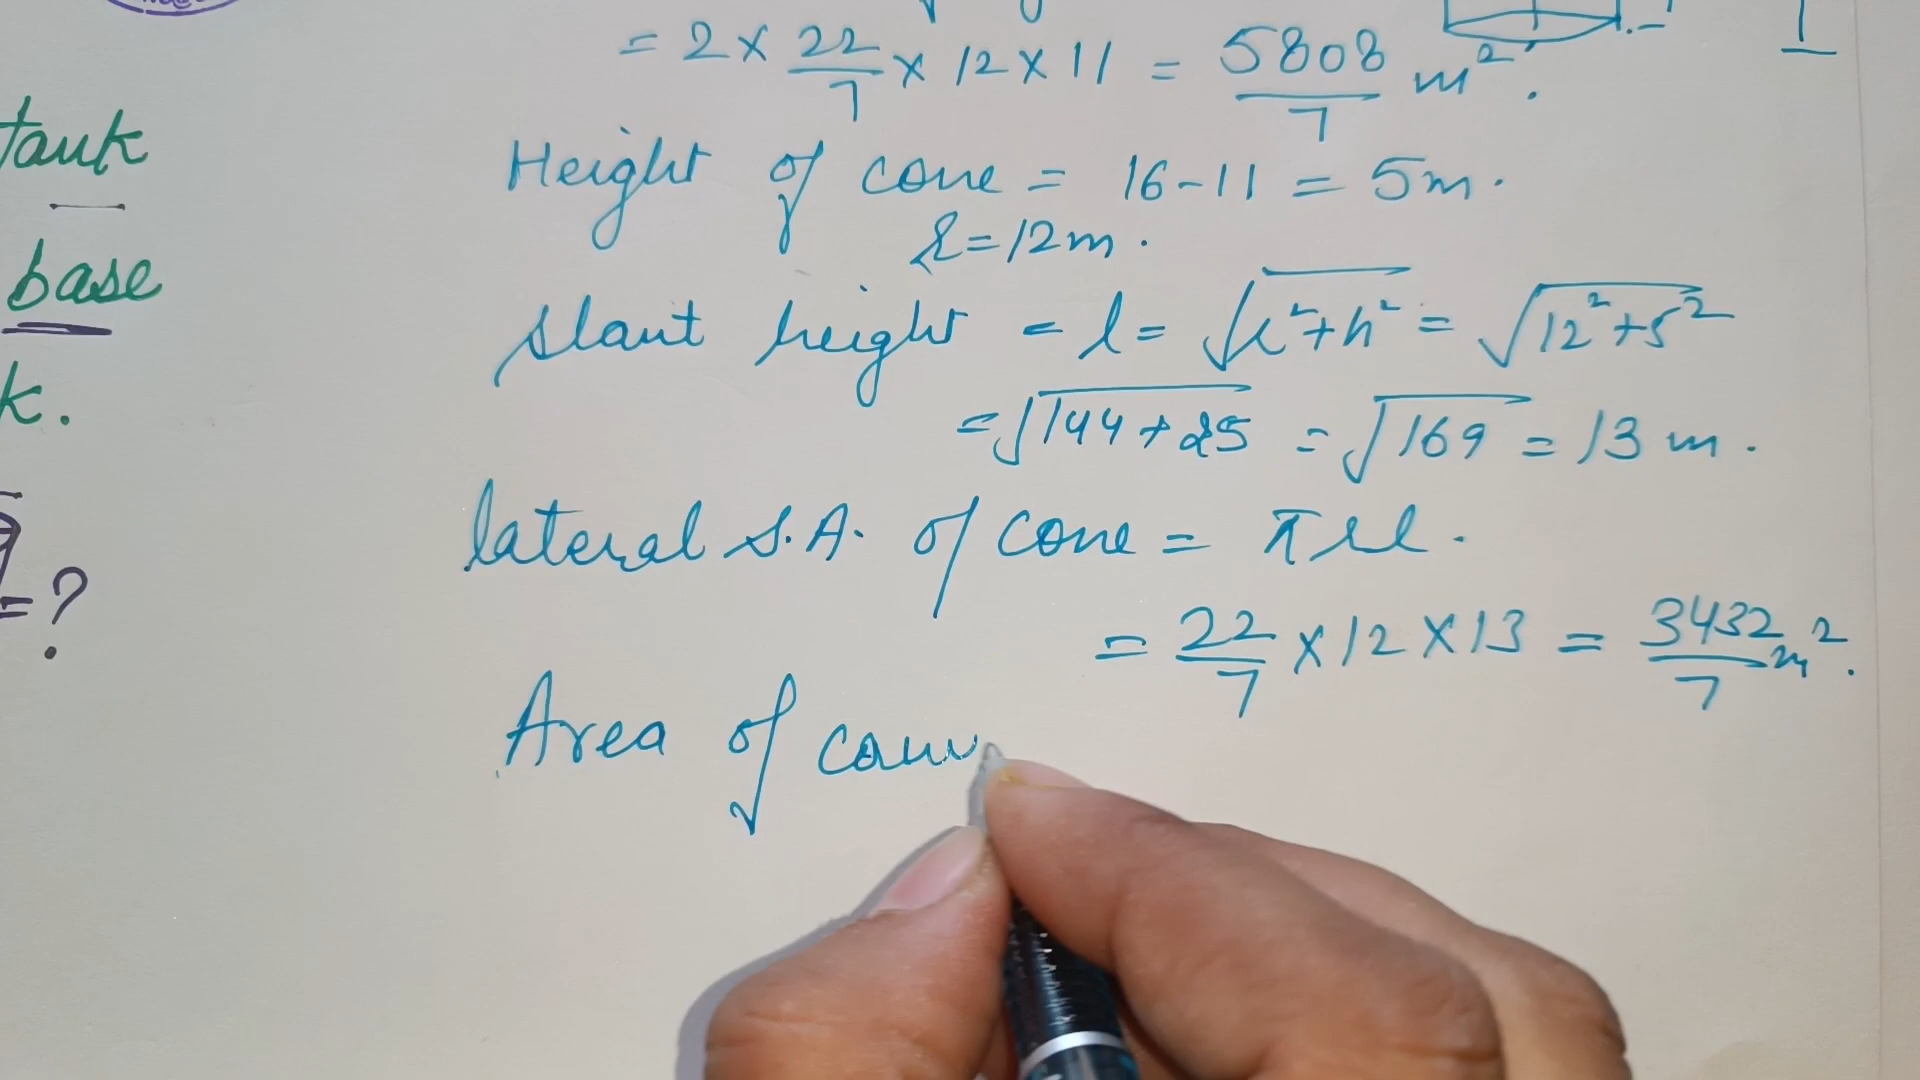 = 2 × 22/7 × 12 × 11 = 5808/7 m².
tank
Height of cone = 16-11 = 5m.
r=12m.
base
slant height = l = √r²+h² = √12²+5²
k.
=√144+25 = √169 = 13 m.
lateral S.A. of cone = πrl.
=?
= 22/7 × 12 × 13 = 3432/7 m².
Area of canv